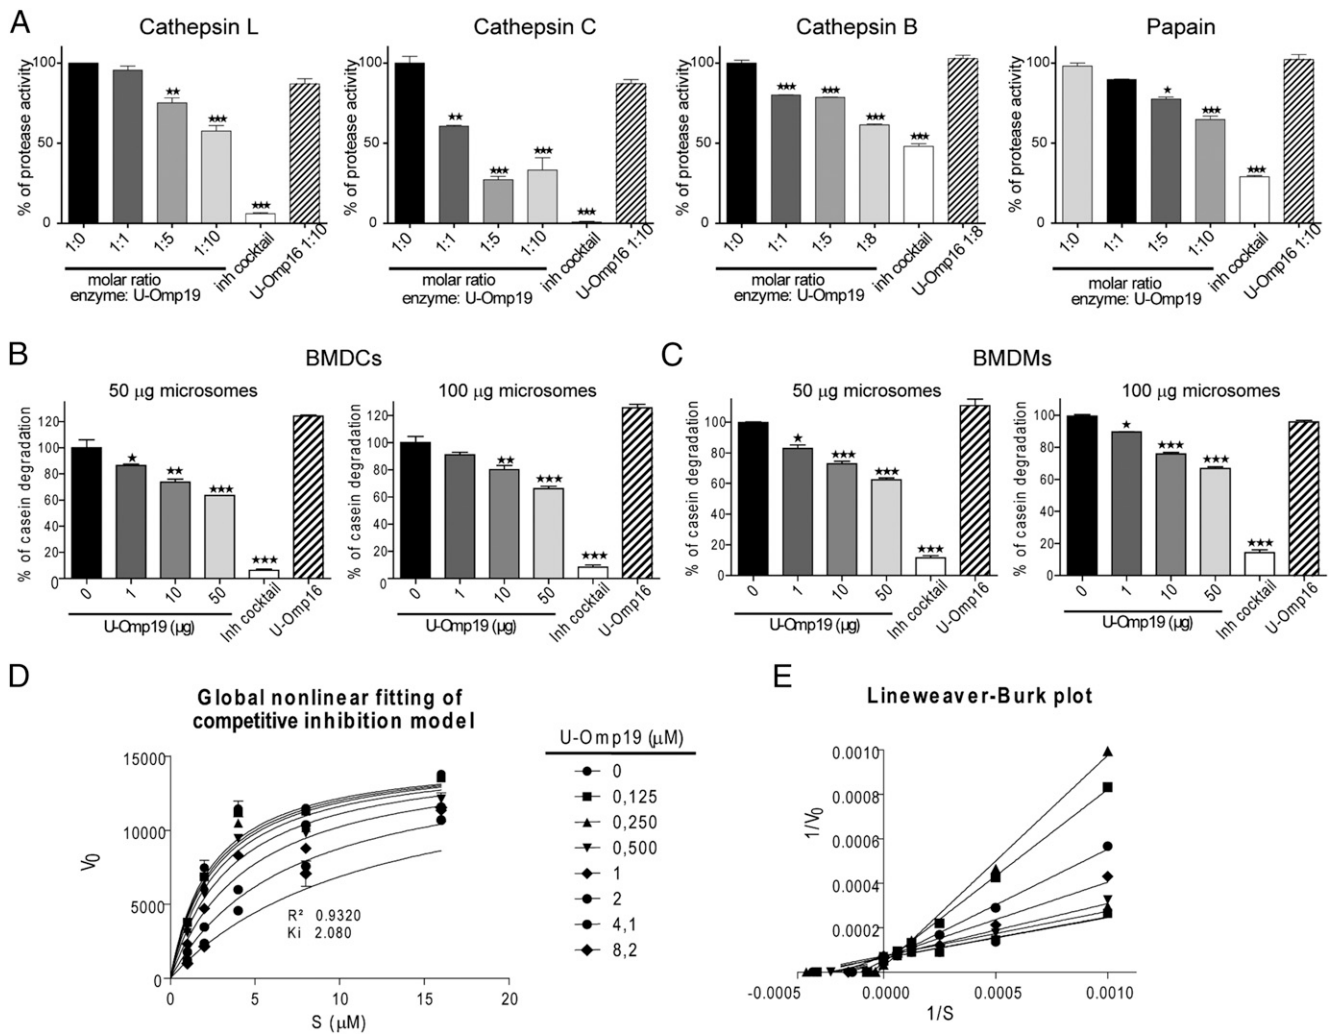 A
Cathepsin L
% of protease activity
100
50
0
1:0
1:1
1:5
1:10
inh cocktail
U-Omp16 1:10
molar ratio
enzyme: U-Omp19
★★
★★★
★★★
Cathepsin C
% of protease activity
100
50
0
1:0
1:1
1:5
1:10
inh cocktail
U-Omp16 1:10
molar ratio
enzyme: U-Omp19
★★
★★★
★★★
★★★
Cathepsin B
% of protease activity
100
50
0
1:0
1:1
1:5
1:8
inh cocktail
U-Omp16 1:8
molar ratio
enzyme: U-Omp19
★★★
★★★
★★★
★★★
Papain
% of protease activity
100
50
0
1:0
1:1
1:5
1:10
inh cocktail
U-Omp16 1:10
molar ratio
enzyme: U-Omp19
★
★★★
★★★
B
BMDCs
50 µg microsomes
% of casein degradation
120
100
80
60
40
20
0
★
★★
★★★
★★★
0
1
10
50
Inh cocktail
U-Omp16
U-Omp19 (µg)
100 µg microsomes
% of casein degradation
120
100
80
60
40
20
0
★★
★★★
★★★
0
1
10
50
Inh cocktail
U-Omp16
U-Omp19 (µg)
C
BMDMs
50 µg microsomes
% of casein degradation
100
80
60
40
20
0
★
★★★
★★★
★★★
0
1
10
50
Inh cocktail
U-Omp16
U-Omp19 (µg)
100 µg microsomes
% of casein degradation
100
80
60
40
20
0
★
★★★
★★★
★★★
0
1
10
50
Inh cocktail
U-Omp16
U-Omp19 (µg)
D
Global nonlinear fitting of
competitive inhibition model
V0
15000
10000
5000
0
R² 0.9320
Ki 2.080
0
5
10
15
20
S (µM)
U-Omp19 (µM)
0
0,125
0,250
0,500
1
2
4,1
8,2
E
Lineweaver-Burk plot
1/V0
0.0010
0.0008
0.0006
0.0004
0.0002
-0.0005
0.0000
0.0005
0.0010
1/S